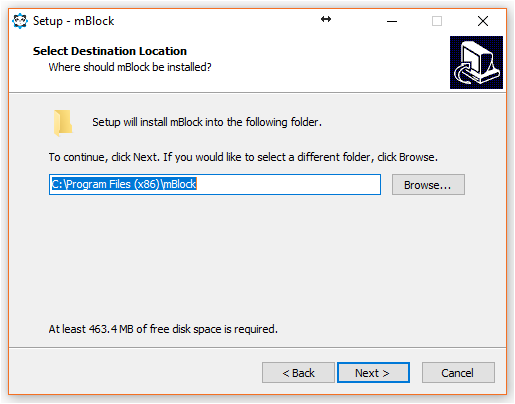 Setup - mBlock
Select Destination Location
Where should mBlock be installed?
Setup will install mBlock into the following folder.
To continue, click Next. If you would like to select a different folder, click Browse.
C:\Program Files (x86)\mBlock
Browse...
At least 463.4 MB of free disk space is required.
< Back
Next >
Cancel